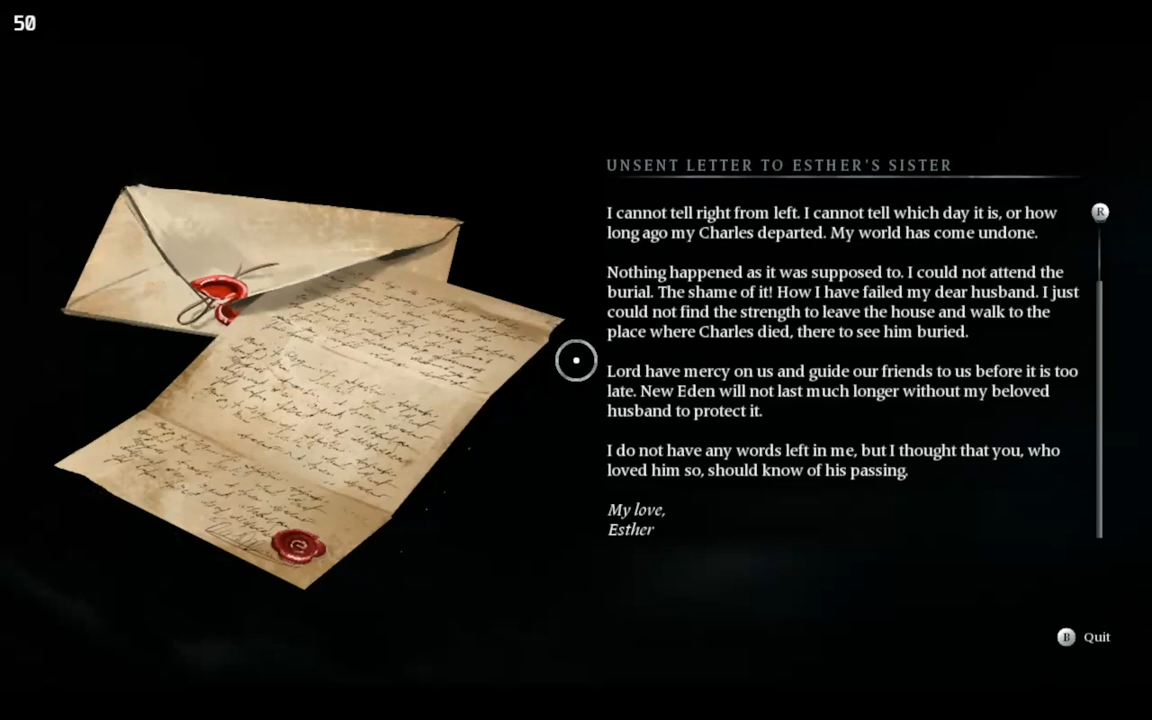 50
UNSENT LETTER TO ESTHER'S SISTER
I cannot tell right from left. I cannot tell which day it is, or how
long ago my Charles departed. My world has come undone.
Nothing happened as it was supposed to. I could not attend the
burial. The shame of it! How I have failed my dear husband. I just
could not find the strength to leave the house and walk to the
place where Charles died, there to see him buried.
Lord have mercy on us and guide our friends to us before it is too
late. New Eden will not last much longer without my beloved
husband to protect it.
I do not have any words left in me, but I thought that you, who
loved him so, should know of his passing.
My love,
Esther
R
B Quit